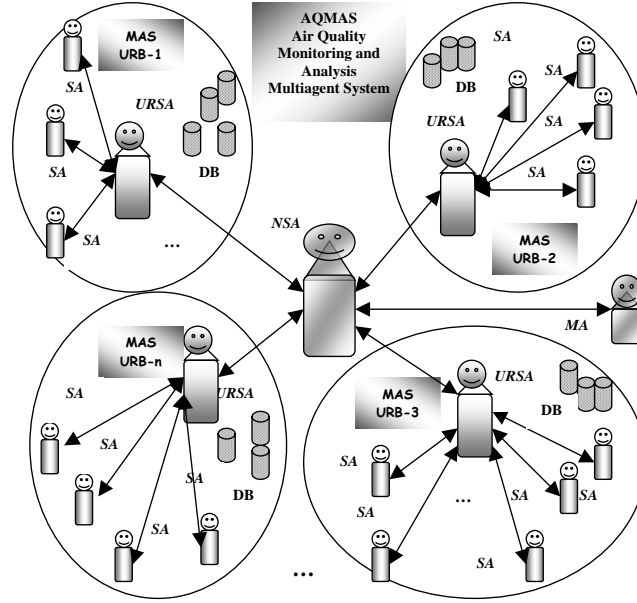 MAS
URB-1
SA
URSA
SA
DB
SA
...
AQMAS
Air Quality
Monitoring and
Analysis
Multiagent System
SA
DB
SA
URSA
SA
SA
MAS
URB-2
NSA
MA
MAS
URB-n
URSA
SA
SA
SA
DB
SA
...
URSA
MAS
URB-3
DB
SA
...
SA
SA
SA
SA